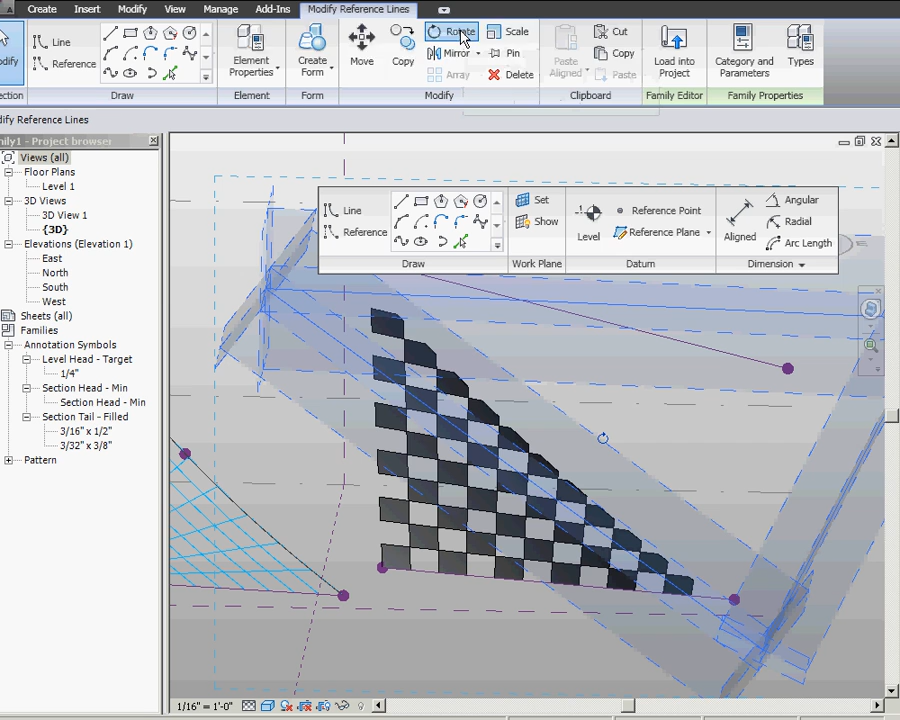 Create Insert Modify View Manage Add-Ins Modify Reference Lines
Line
Reference
Element
Properties
Create
Form
Move
Copy
Rotate
Mirror
Array
Scale
Pin
Delete
Paste
Aligned
Cut
Copy
Paste
Load into
Project
Category and
Parameters
Types
Draw
Element
Form
Modify
Clipboard
Family Editor
Family Properties
dify Reference Lines
mily1 - Project browser
Views (all)
Floor Plans
Level 1
3D Views
3D View 1
{3D}
Elevations (Elevation 1)
East
North
South
West
Sheets (all)
Families
Annotation Symbols
Level Head - Target
1/4"
Section Head - Min
Section Head - Min
Section Tail - Filled
3/16" x 1/2"
3/32" x 3/8"
Pattern
Line
Reference
Set
Show
Level
Reference Point
Reference Plane
Aligned
Angular
Radial
Arc Length
Draw
Work Plane
Datum
Dimension
1/16" = 1'-0"